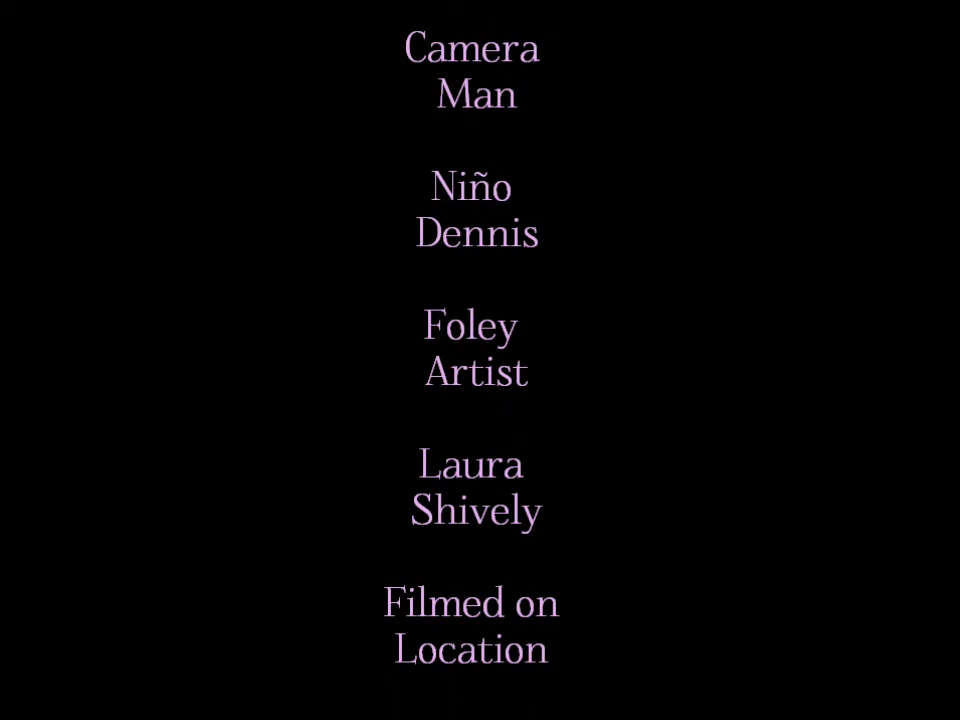 Camera
Man
Niño
Dennis
Foley
Artist
Laura
Shively
Filmed on
Location